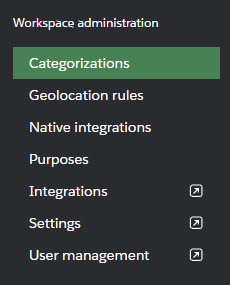 Workspace administration
Categorizations
Geolocation rules
Native integrations
Purposes
Integrations
Settings
User management